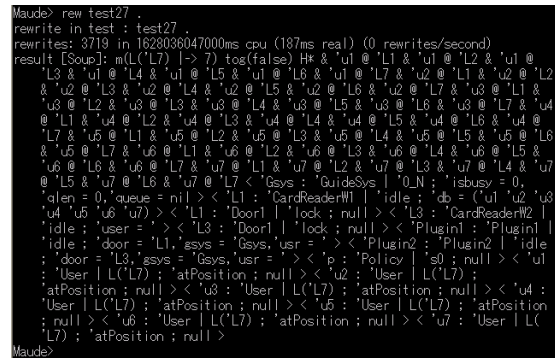 Maude> rew test27 .
rewrite in test : test27 .
rewrites: 3719 in 1628036047000ms cpu (187ms real) (0 rewrites/second)
result [Soup]: m(L('L7) |-> 7) tog(false) H* & 'u1 @ 'L1 & 'u1 @ 'L2 & 'u1 @
'L3 & 'u1 @ 'L4 & 'u1 @ 'L5 & 'u1 @ 'L6 & 'u1 @ 'L7 & 'u2 @ 'L1 & 'u2 @ 'L2
& 'u2 @ 'L3 & 'u2 @ 'L4 & 'u2 @ 'L5 & 'u2 @ 'L6 & 'u2 @ 'L7 & 'u3 @ 'L1 &
'u3 @ 'L2 & 'u3 @ 'L3 & 'u3 @ 'L4 & 'u3 @ 'L5 & 'u3 @ 'L6 & 'u3 @ 'L7 & 'u4
@ 'L1 & 'u4 @ 'L2 & 'u4 @ 'L3 & 'u4 @ 'L4 & 'u4 @ 'L5 & 'u4 @ 'L6 & 'u4 @
'L7 & 'u5 @ 'L1 & 'u5 @ 'L2 & 'u5 @ 'L3 & 'u5 @ 'L4 & 'u5 @ 'L5 & 'u5 @ 'L6
& 'u5 @ 'L7 & 'u6 @ 'L1 & 'u6 @ 'L2 & 'u6 @ 'L3 & 'u6 @ 'L4 & 'u6 @ 'L5 &
'u6 @ 'L6 & 'u6 @ 'L7 & 'u7 @ 'L1 & 'u7 @ 'L2 & 'u7 @ 'L3 & 'u7 @ 'L4 & 'u7
@ 'L5 & 'u7 @ 'L6 & 'u7 @ 'L7 < 'Gsys : 'GuideSys | 'O_N ; 'isbusy = 0,
'qlen = 0,'queue = nil > < 'L1 : 'CardReaderW1 | 'idle ; 'db = ('u1 'u2 'u3
'u4 'u5 'u6 'u7) > < 'L1 : 'Door1 | 'lock ; null > < 'L3 : 'CardReaderW2 |
'idle ; 'user = ' > < 'L3 : 'Door1 | 'lock ; null > < 'Plugin1 : 'Plugin1 |
'idle ; 'door = 'L1,'gsys = 'Gsys,'usr = ' > < 'Plugin2 : 'Plugin2 | 'idle
; 'door = 'L3,'gsys = 'Gsys,'usr = ' > < 'p : 'Policy | 's0 ; null > < 'u1
: 'User | L('L7) ; 'atPosition ; null > < 'u2 : 'User | L('L7) ;
'atPosition ; null > < 'u3 : 'User | L('L7) ; 'atPosition ; null > < 'u4 :
'User | L('L7) ; 'atPosition ; null > < 'u5 : 'User | L('L7) ; 'atPosition
; null > < 'u6 : 'User | L('L7) ; 'atPosition ; null > < 'u7 : 'User | L(
'L7) ; 'atPosition ; null >
Maude>